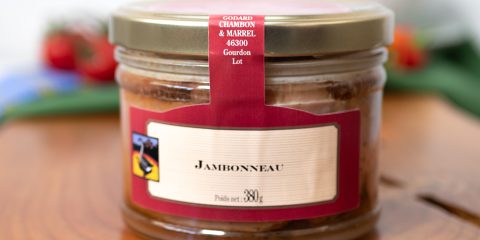 GODARD
CHAMBON
& MARREL
46300
Gourdon
Lot
JAMBONNEAU
Poids net : 380g